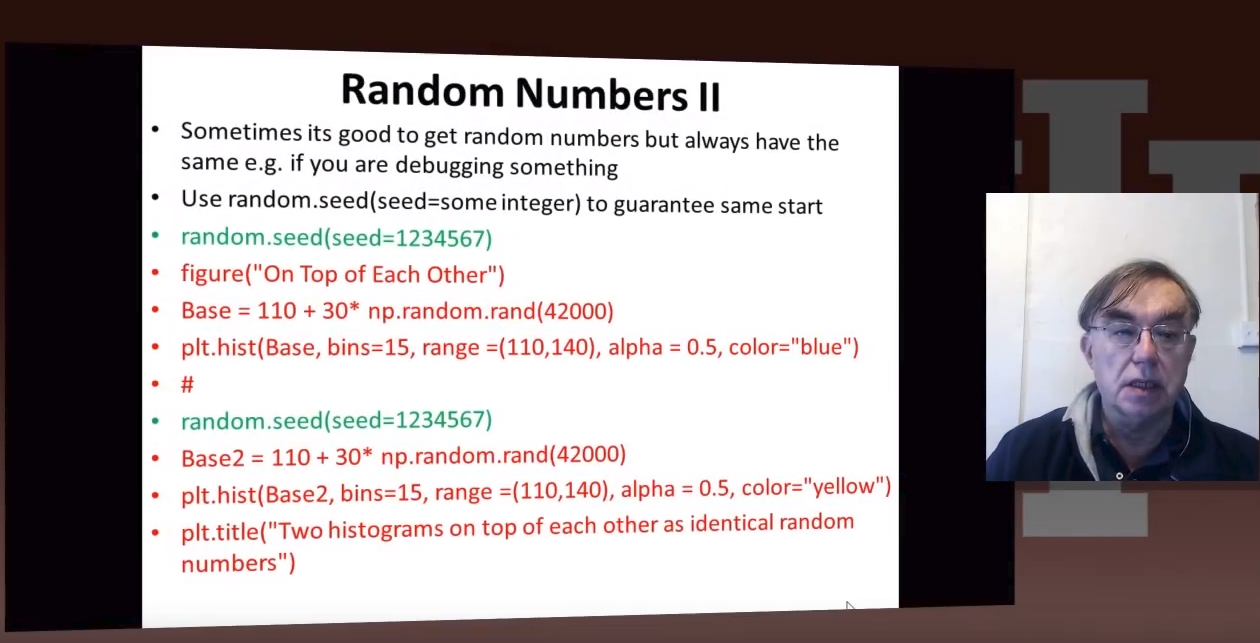 Random Numbers II
• Sometimes its good to get random numbers but always have the
same e.g. if you are debugging something
• Use random.seed(seed=some integer) to guarantee same start
• random.seed(seed=1234567)
• figure("On Top of Each Other")
• Base = 110 + 30* np.random.rand(42000)
• plt.hist(Base, bins=15, range =(110,140), alpha = 0.5, color="blue")
• #
• random.seed(seed=1234567)
• Base2 = 110 + 30* np.random.rand(42000)
• plt.hist(Base2, bins=15, range =(110,140), alpha = 0.5, color="yellow")
• plt.title("Two histograms on top of each other as identical random
numbers")